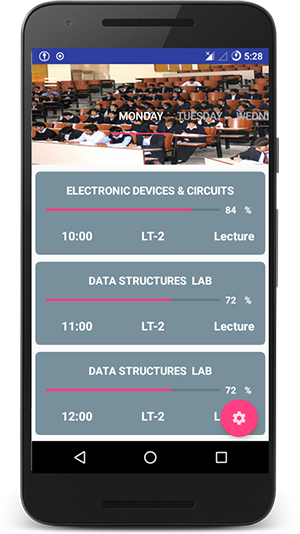 5:28
MONDAY TUESDAY WEDN
ELECTRONIC DEVICES & CIRCUITS
84 %
10:00 LT-2 Lecture
DATA STRUCTURES LAB
72 %
11:00 LT-2 Lecture
DATA STRUCTURES LAB
72 %
12:00 LT-2 L